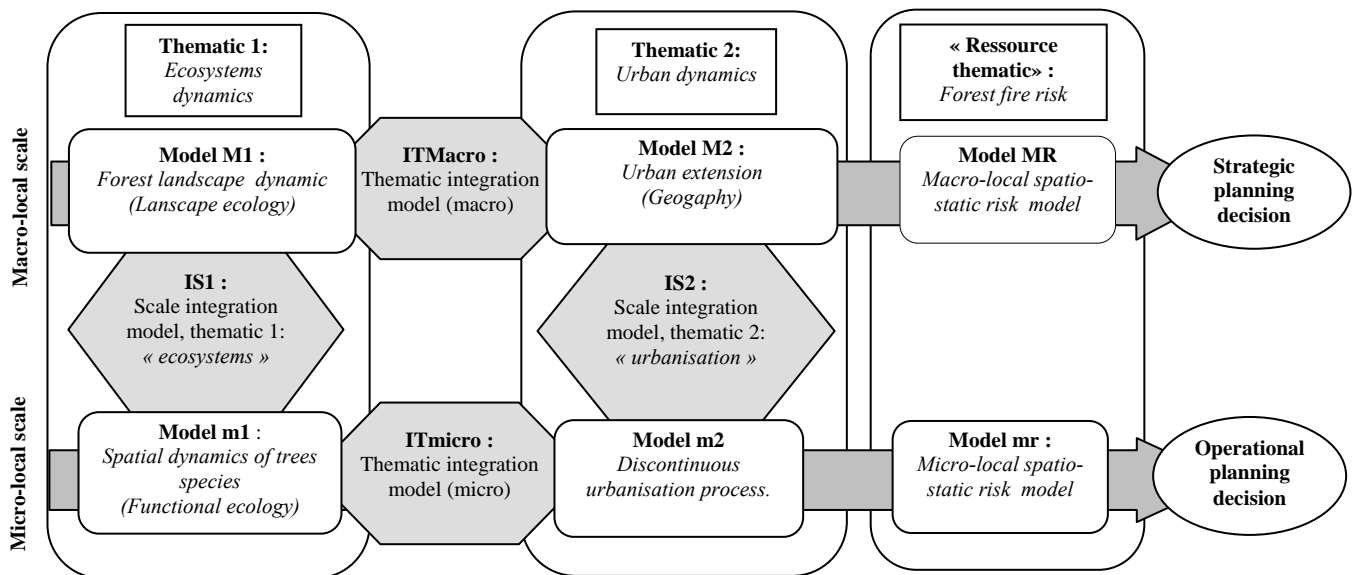 Thematic 1:
Ecosystems
dynamics
Thematic 2:
Urban dynamics
« Ressource
thematic» :
Forest fire risk
Macro-local scale
Model M1 :
Forest landscape dynamic
(Lanscape ecology)
ITMacro :
Thematic integration
model (macro)
Model M2 :
Urban extension
(Geogaphy)
Model MR
Macro-local spatio-
static risk model
Strategic
planning
decision
IS1 :
Scale integration
model, thematic 1:
« ecosystems »
IS2 :
Scale integration
model, thematic 2:
« urbanisation »
Micro-local scale
Model m1 :
Spatial dynamics of trees
species
(Functional ecology)
ITmicro :
Thematic integration
model (micro)
Model m2
Discontinuous
urbanisation process.
Model mr :
Micro-local spatio-
static risk model
Operational
planning
decision